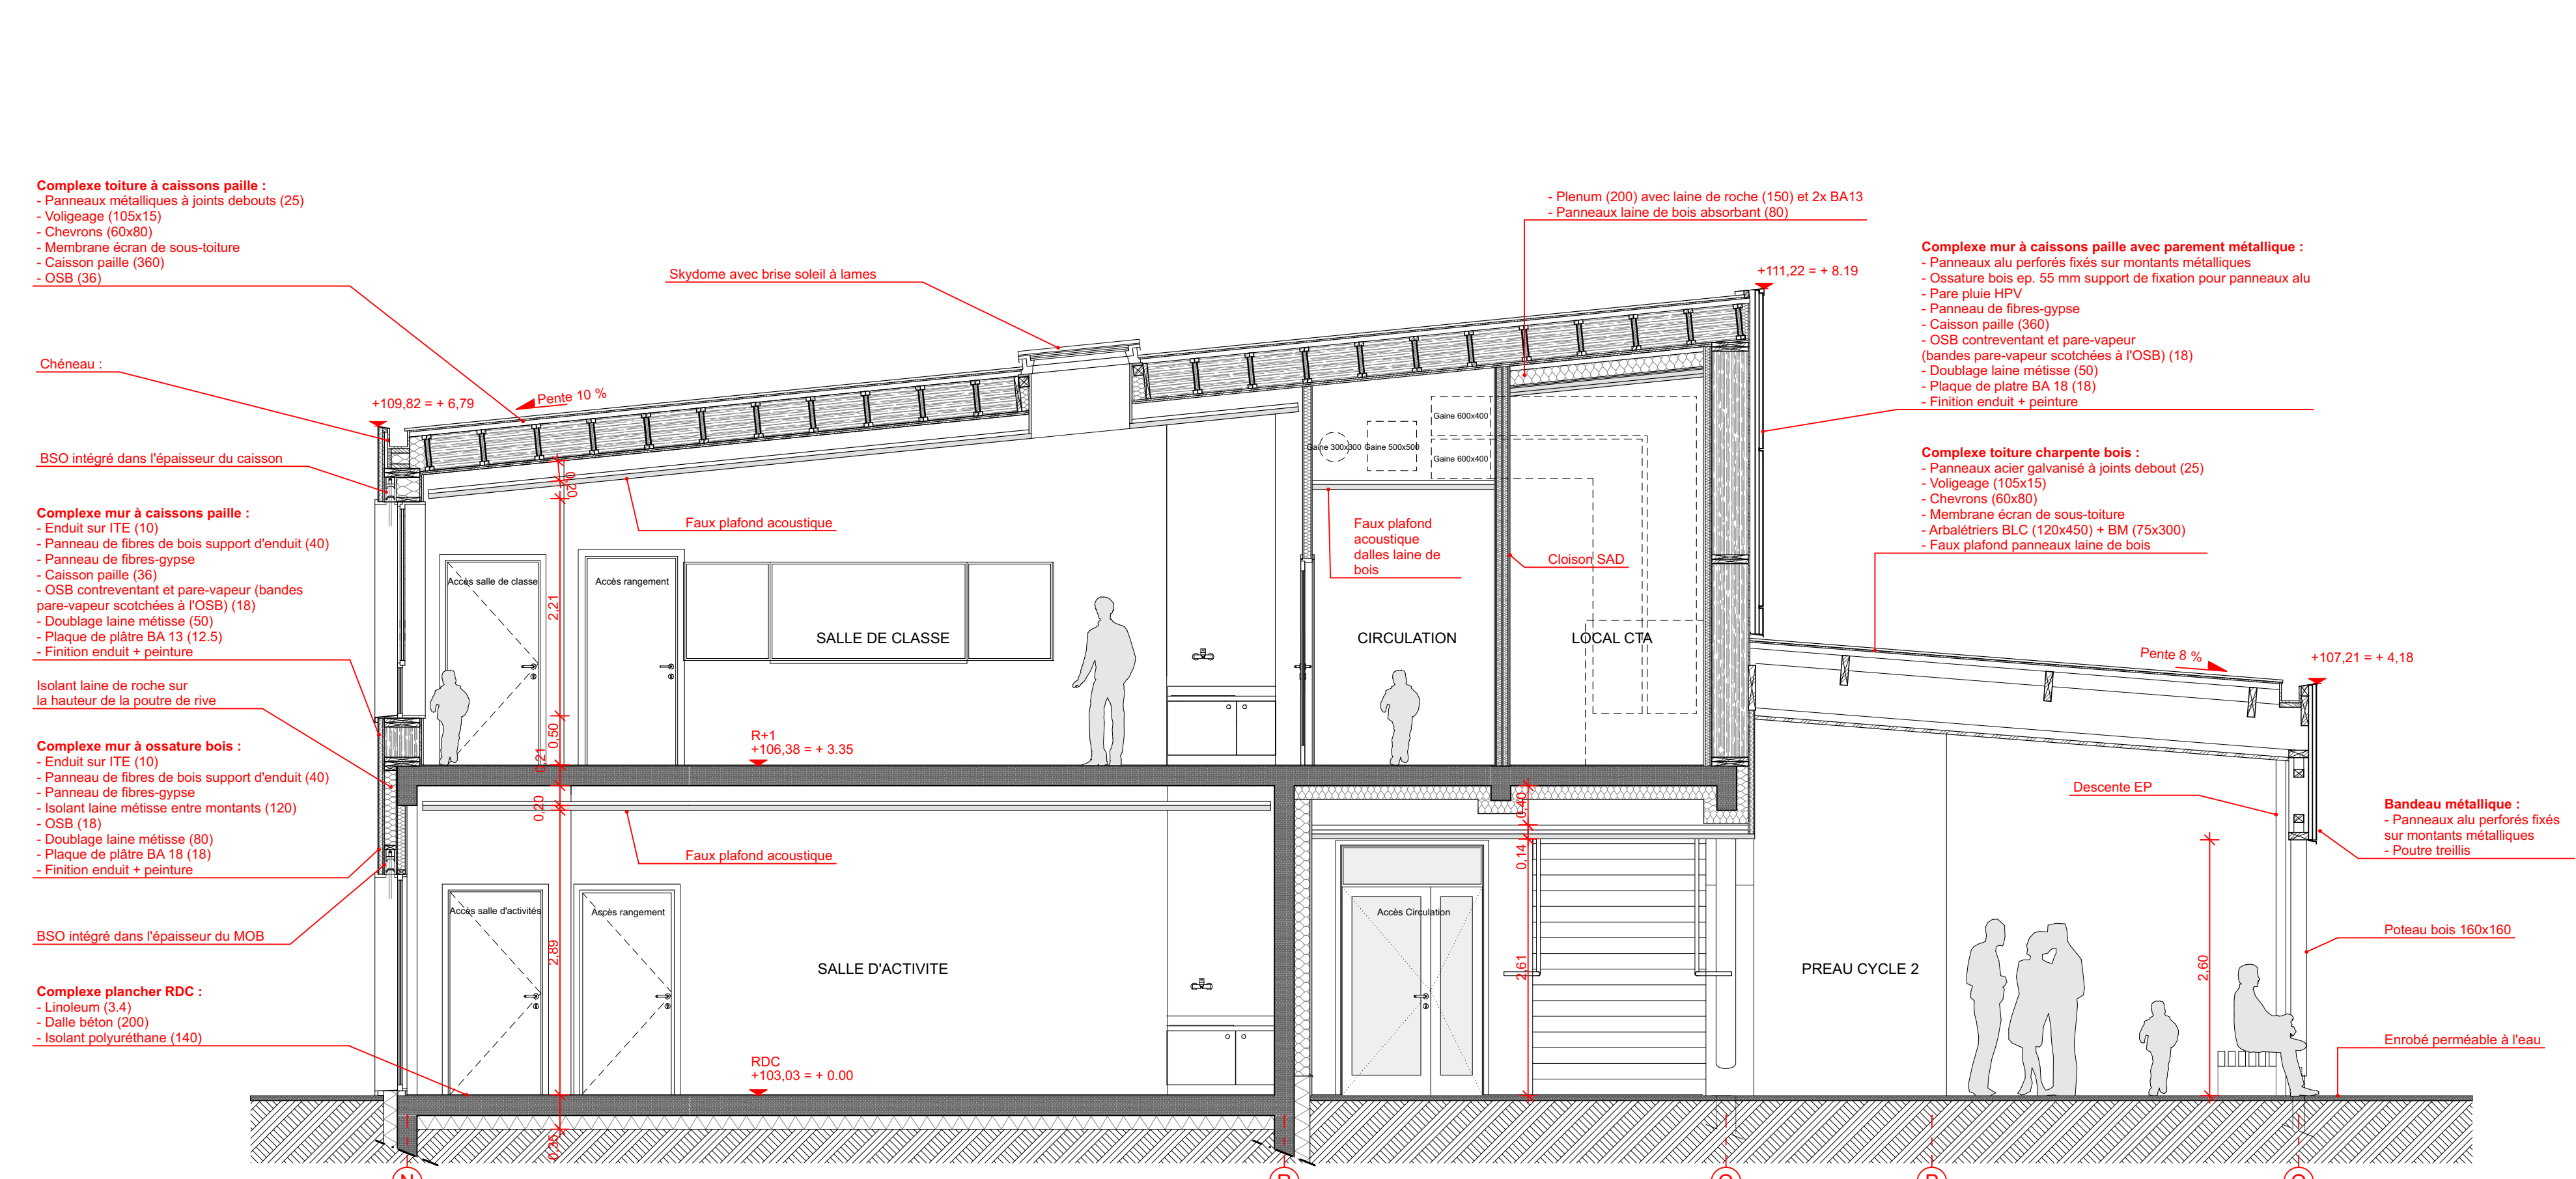 Complexe toiture à caissons paille :
- Panneaux métalliques à joints debouts (25)
- Voligeage (105x15)
- Chevrons (60x80)
- Membrane écran de sous-toiture
- Caisson paille (360)
- OSB (36)
Chéneau :
BSO intégré dans l'épaisseur du caisson
Complexe mur à caissons paille :
- Enduit sur ITE (10)
- Panneau de fibres de bois support d'enduit (40)
- Panneau de fibres-gypse
- Caisson paille (36)
- OSB contreventant et pare-vapeur (bandes
pare-vapeur scotchées à l'OSB) (18)
- Doublage laine métisse (50)
- Plaque de plâtre BA 13 (12.5)
- Finition enduit + peinture
Isolant laine de roche sur
la hauteur de la poutre de rive
Complexe mur à ossature bois :
- Enduit sur ITE (10)
- Panneau de fibres de bois support d'enduit (40)
- Panneau de fibres-gypse
- Isolant laine métisse entre montants (120)
- OSB (18)
- Doublage laine métisse (80)
- Plaque de plâtre BA 18 (18)
- Finition enduit + peinture
BSO intégré dans l'épaisseur du MOB
Complexe plancher RDC :
- Linoleum (3.4)
- Dalle béton (200)
- Isolant polyuréthane (140)
+109,82 = + 6,79
Pente 10 %
Skydome avec brise soleil à lames
- Plenum (200) avec laine de roche (150) et 2x BA13
- Panneaux laine de bois absorbant (80)
+111,22 = + 8.19
0,20
Faux plafond acoustique
Gaine 300x300
Gaine 500x500
Gaine 600x400
Gaine 600x400
Faux plafond
acoustique
dalles laine de
bois
Cloison SAD
Accès salle de classe
Accès rangement
2,21
SALLE DE CLASSE
CIRCULATION
LOCAL CTA
0,50
0,21
R+1
+106,38 = + 3.35
0,20
Faux plafond acoustique
0,40
0,14
Accès salle d'activités
Accès rangement
Accès Circulation
2,89
2,61
SALLE D'ACTIVITE
PREAU CYCLE 2
2,60
RDC
+103,03 = + 0.00
0,35
Complexe mur à caissons paille avec parement métallique :
- Panneaux alu perforés fixés sur montants métalliques
- Ossature bois ep. 55 mm support de fixation pour panneaux alu
- Pare pluie HPV
- Panneau de fibres-gypse
- Caisson paille (360)
- OSB contreventant et pare-vapeur
(bandes pare-vapeur scotchées à l'OSB) (18)
- Doublage laine métisse (50)
- Plaque de platre BA 18 (18)
- Finition enduit + peinture
Complexe toiture charpente bois :
- Panneaux acier galvanisé à joints debout (25)
- Voligeage (105x15)
- Chevrons (60x80)
- Membrane écran de sous-toiture
- Arbalétriers BLC (120x450) + BM (75x300)
- Faux plafond panneaux laine de bois
Pente 8 %
+107,21 = + 4,18
Descente EP
Bandeau métallique :
- Panneaux alu perforés fixés
sur montants métalliques
- Poutre treillis
Poteau bois 160x160
Enrobé perméable à l'eau